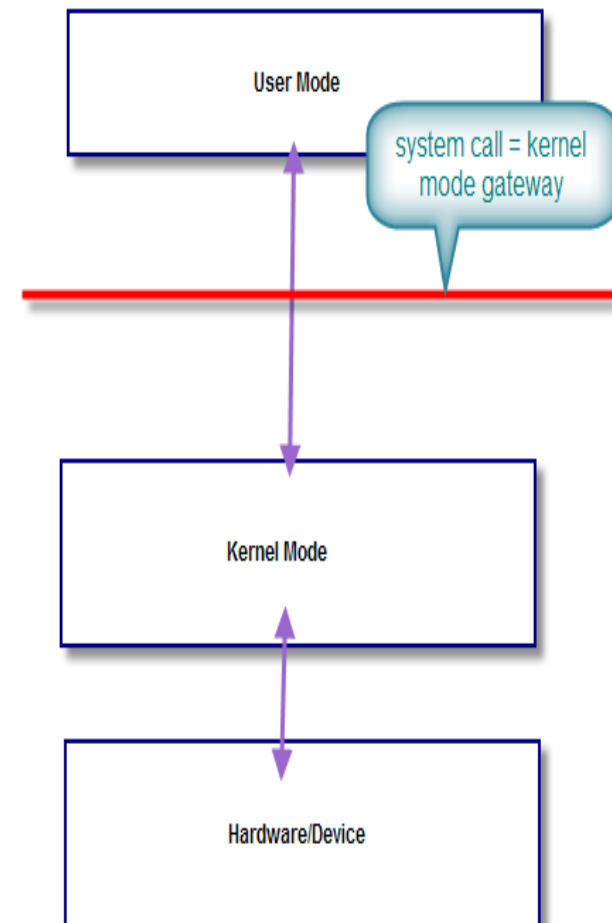 User Mode
system call = kernel
mode gateway
Kernel Mode
Hardware/Device